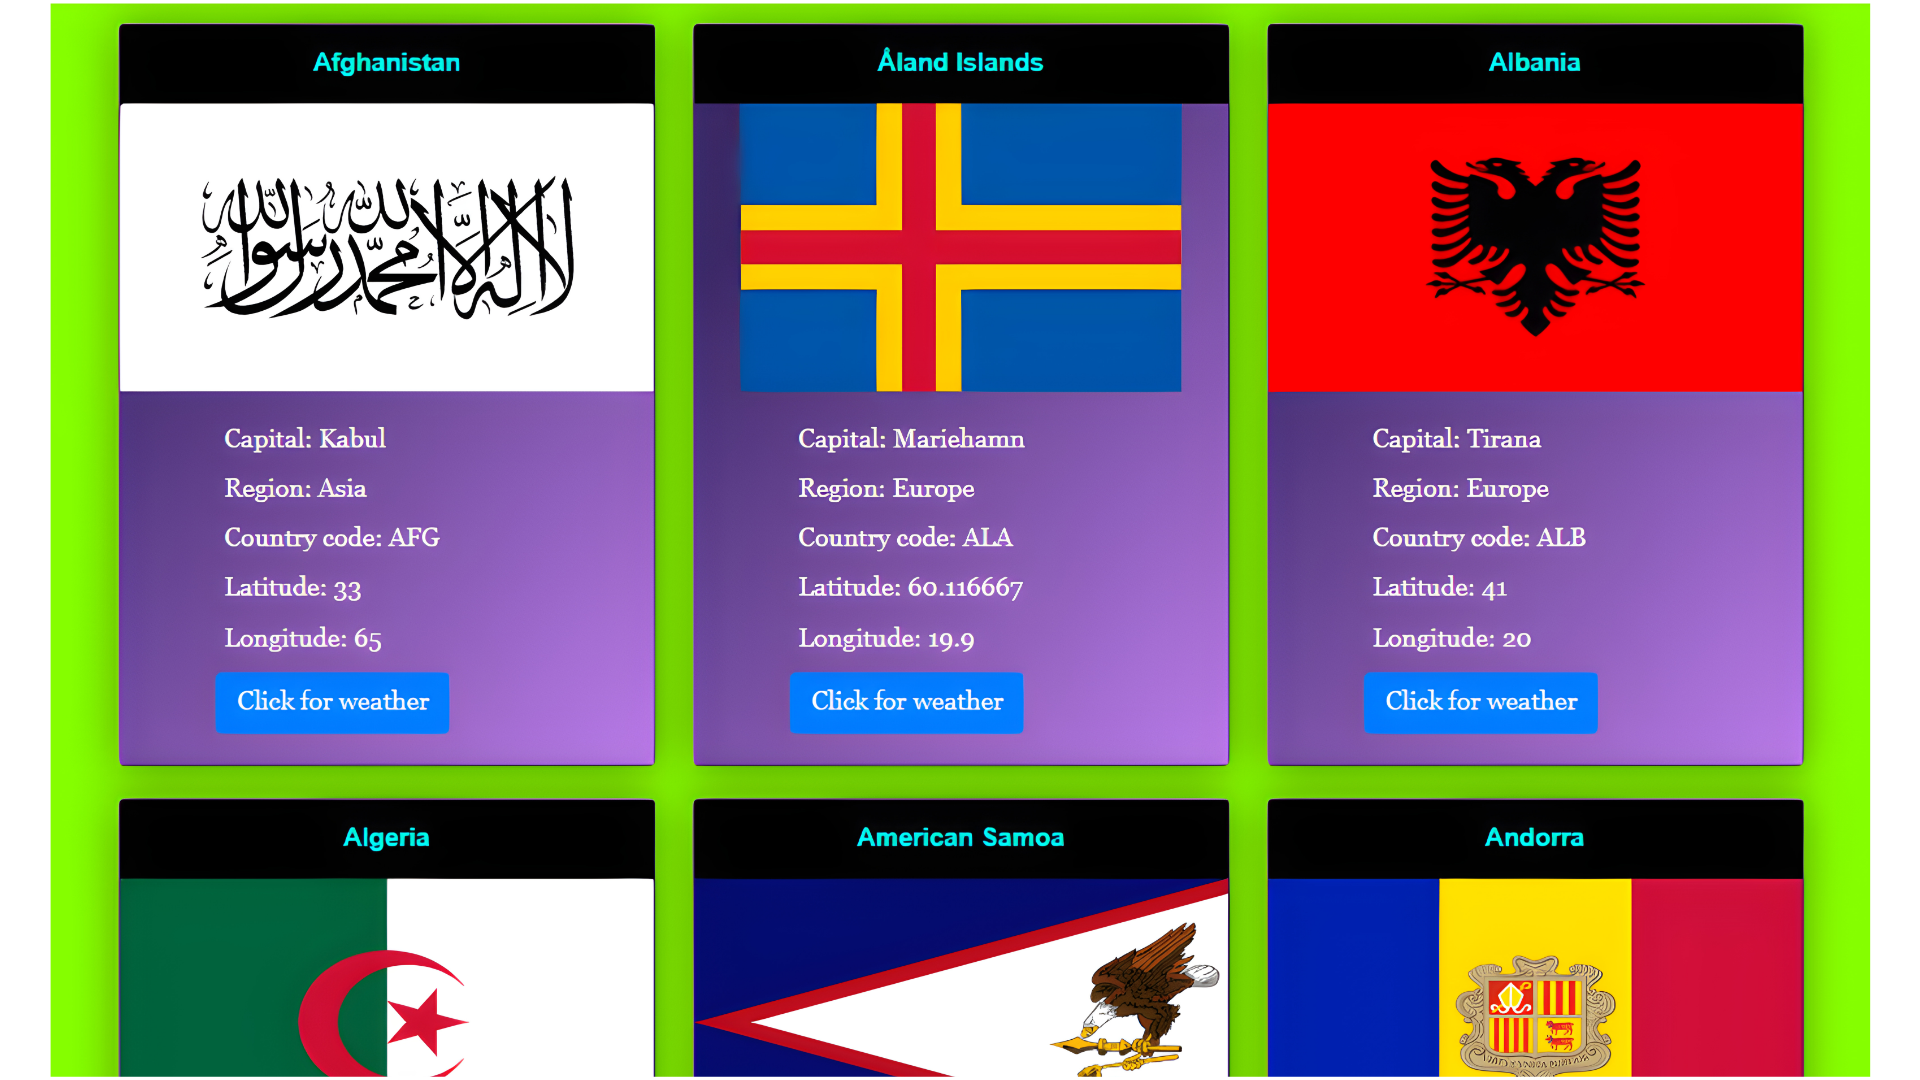 Afghanistan
لا إله إلا الله محمد رسول الله
Capital: Kabul
Region: Asia
Country code: AFG
Latitude: 33
Longitude: 65
Click for weather
Åland Islands
Capital: Mariehamn
Region: Europe
Country code: ALA
Latitude: 60.116667
Longitude: 19.9
Click for weather
Albania
Capital: Tirana
Region: Europe
Country code: ALB
Latitude: 41
Longitude: 20
Click for weather
Algeria
American Samoa
Andorra